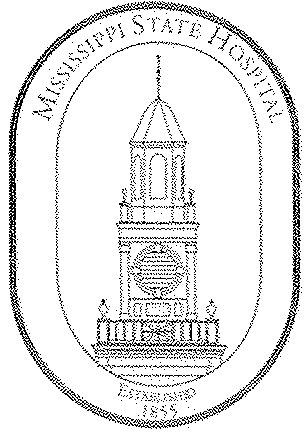 MISSISSIPPI STATE HOSPITAL
ESTABLISHED
1855